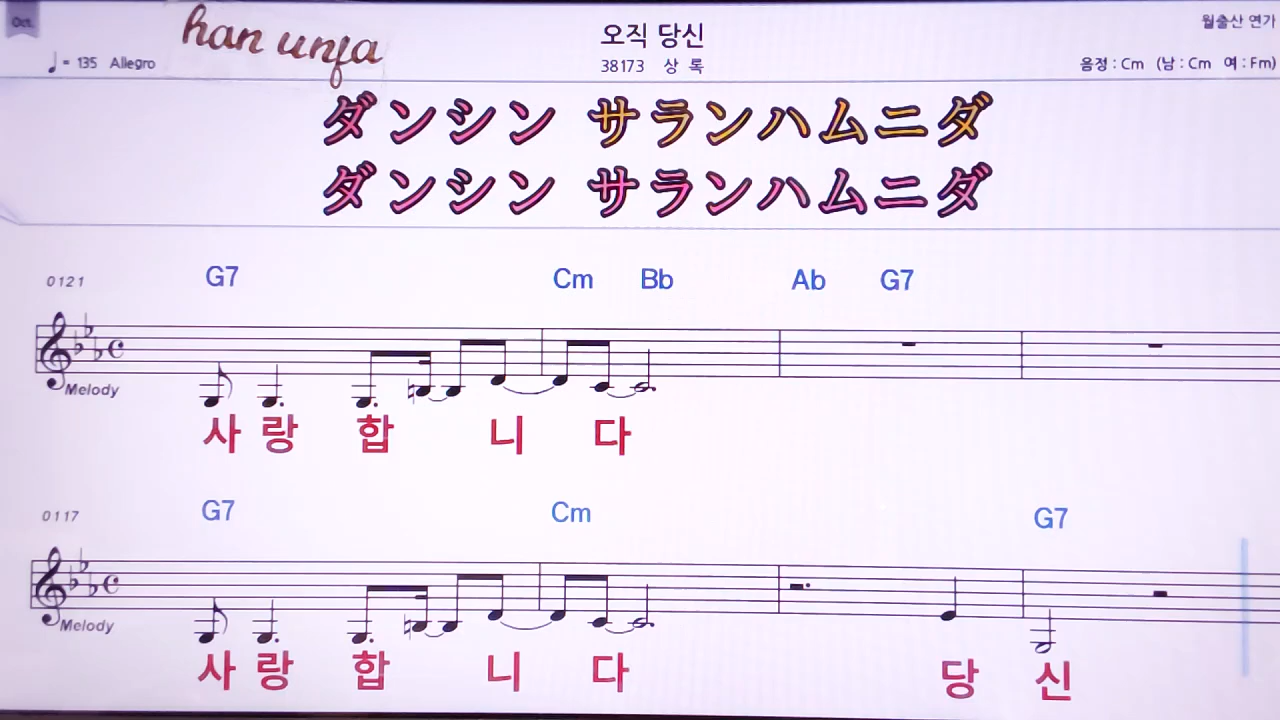 Oct.
han unja
오직 당신
월출산 연가
♩= 135 Allegro
38173 상 록
음정 : Cm (남 : Cm 여 : Fm)
ダンシン サランハムニダ
ダンシン サランハムニダ
0121 G7 Cm Bb Ab G7
Melody
사 랑 합 니 다
0117 G7 Cm G7
Melody
사 랑 합 니 다 당 신